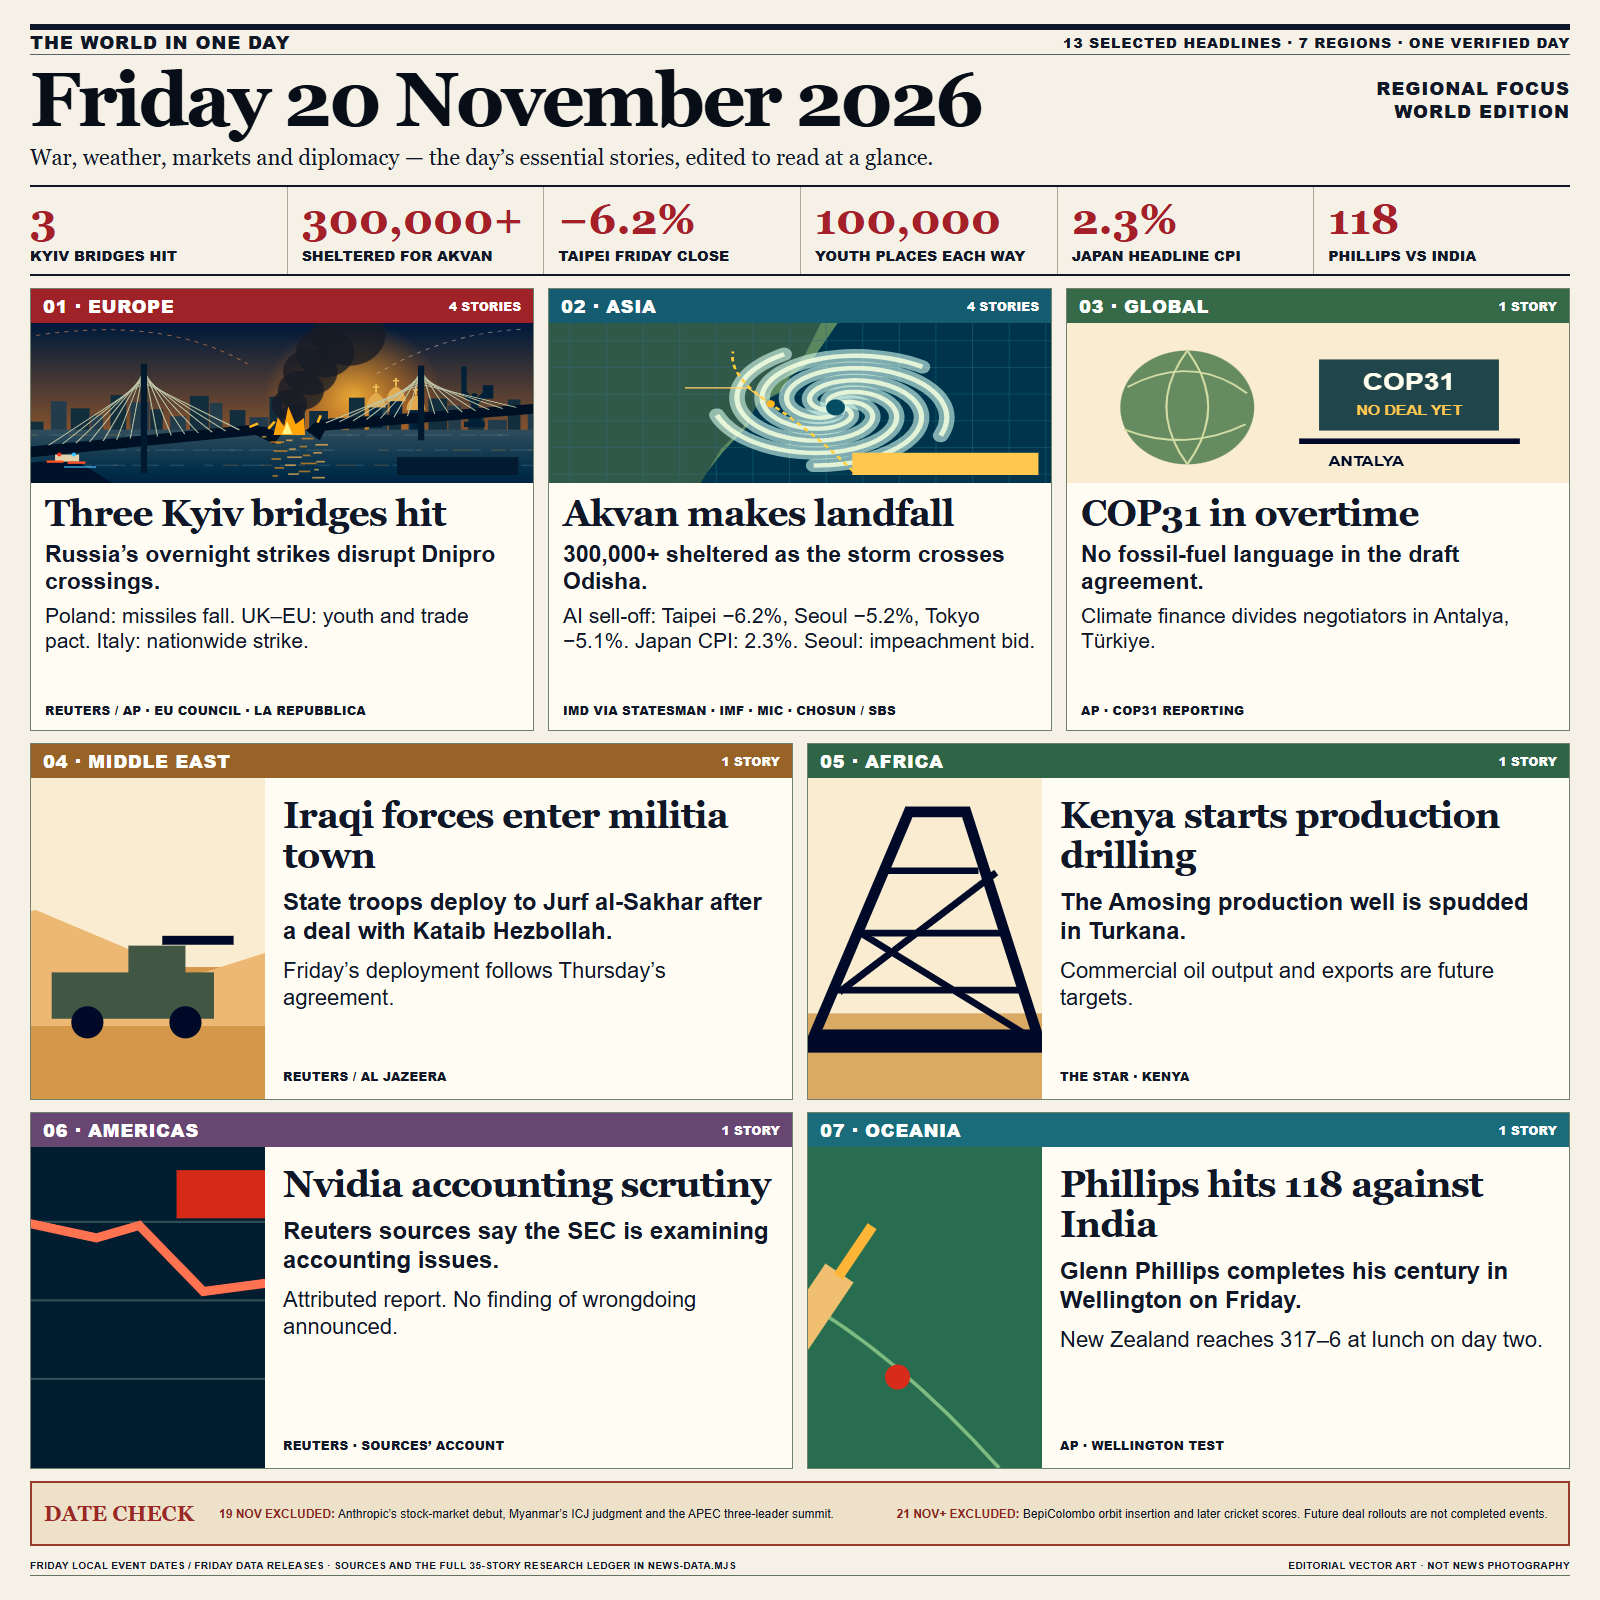 THE WORLD IN ONE DAY
13 SELECTED HEADLINES · 7 REGIONS · ONE VERIFIED DAY
Friday 20 November 2026
REGIONAL FOCUS
WORLD EDITION
War, weather, markets and diplomacy — the day’s essential stories, edited to read at a glance.
3
KYIV BRIDGES HIT
300,000+
SHELTERED FOR AKVAN
−6.2%
TAIPEI FRIDAY CLOSE
100,000
YOUTH PLACES EACH WAY
2.3%
JAPAN HEADLINE CPI
118
PHILLIPS VS INDIA
01 · EUROPE
4 STORIES
Three Kyiv bridges hit
Russia’s overnight strikes disrupt Dnipro
crossings.
Poland: missiles fall. UK–EU: youth and trade
pact. Italy: nationwide strike.
REUTERS / AP · EU COUNCIL · LA REPUBBLICA
02 · ASIA
4 STORIES
Akvan makes landfall
300,000+ sheltered as the storm crosses
Odisha.
AI sell-off: Taipei −6.2%, Seoul −5.2%, Tokyo
−5.1%. Japan CPI: 2.3%. Seoul: impeachment bid.
IMD VIA STATESMAN · IMF · MIC · CHOSUN / SBS
03 · GLOBAL
1 STORY
COP31
NO DEAL YET
ANTALYA
COP31 in overtime
No fossil-fuel language in the draft
agreement.
Climate finance divides negotiators in Antalya,
Türkiye.
AP · COP31 REPORTING
04 · MIDDLE EAST
1 STORY
Iraqi forces enter militia
town
State troops deploy to Jurf al-Sakhar after
a deal with Kataib Hezbollah.
Friday’s deployment follows Thursday’s
agreement.
REUTERS / AL JAZEERA
05 · AFRICA
1 STORY
Kenya starts production
drilling
The Amosing production well is spudded
in Turkana.
Commercial oil output and exports are future
targets.
THE STAR · KENYA
06 · AMERICAS
1 STORY
Nvidia accounting scrutiny
Reuters sources say the SEC is examining
accounting issues.
Attributed report. No finding of wrongdoing
announced.
REUTERS · SOURCES’ ACCOUNT
07 · OCEANIA
1 STORY
Phillips hits 118 against
India
Glenn Phillips completes his century in
Wellington on Friday.
New Zealand reaches 317–6 at lunch on day two.
AP · WELLINGTON TEST
DATE CHECK
19 NOV EXCLUDED: Anthropic’s stock-market debut, Myanmar’s ICJ judgment and the APEC three-leader summit.
21 NOV+ EXCLUDED: BepiColombo orbit insertion and later cricket scores. Future deal rollouts are not completed events.
FRIDAY LOCAL EVENT DATES / FRIDAY DATA RELEASES · SOURCES AND THE FULL 35-STORY RESEARCH LEDGER IN NEWS-DATA.MJS
EDITORIAL VECTOR ART · NOT NEWS PHOTOGRAPHY